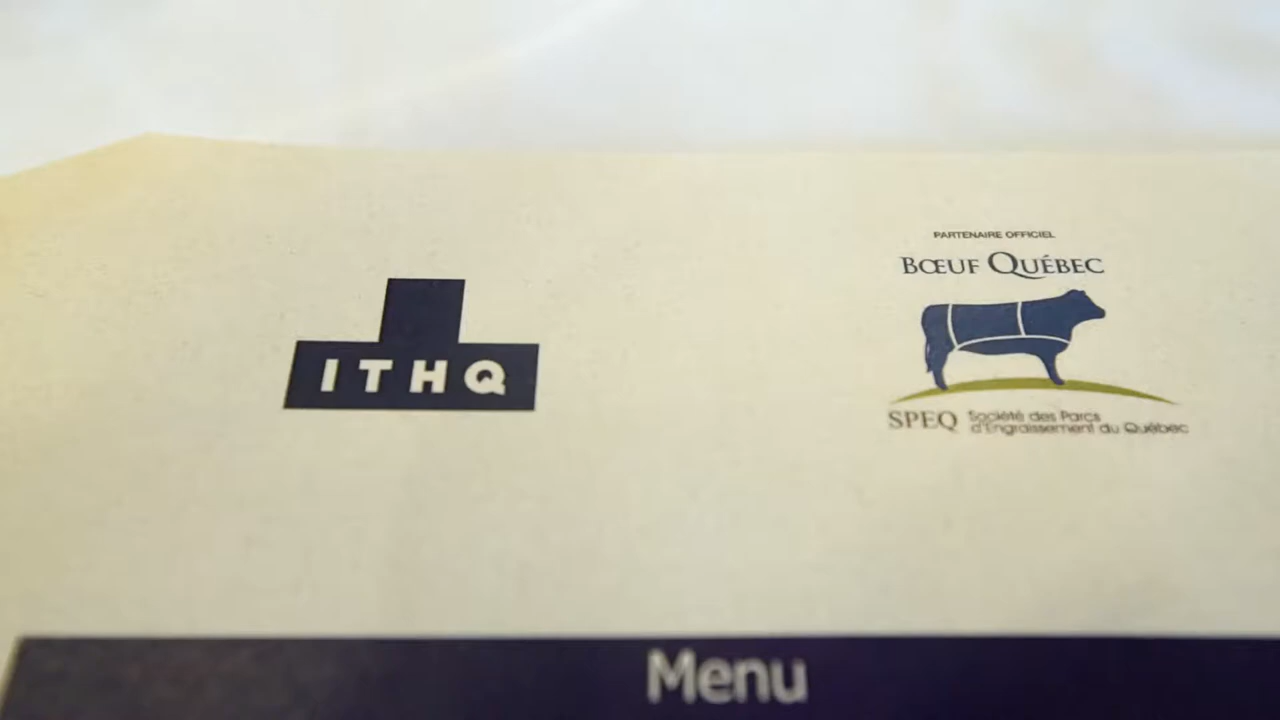 ITHQ
PARTENAIRE OFFICIEL
BŒUF QUÉBEC
SPEQ Société des Parcs
d'Engraissement du Québec
Menu